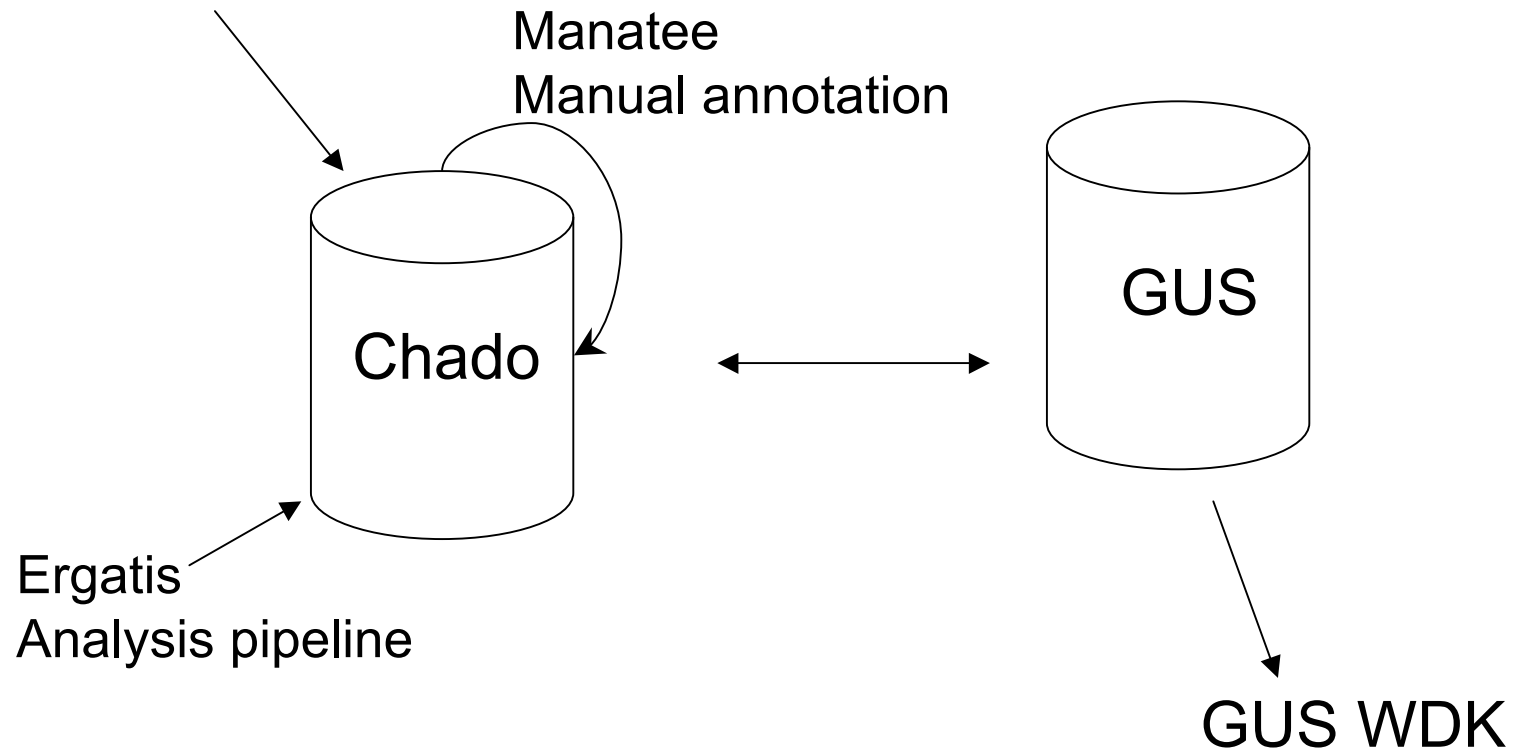 Manatee
Manual annotation
Chado
GUS
Ergatis
Analysis pipeline
GUS WDK